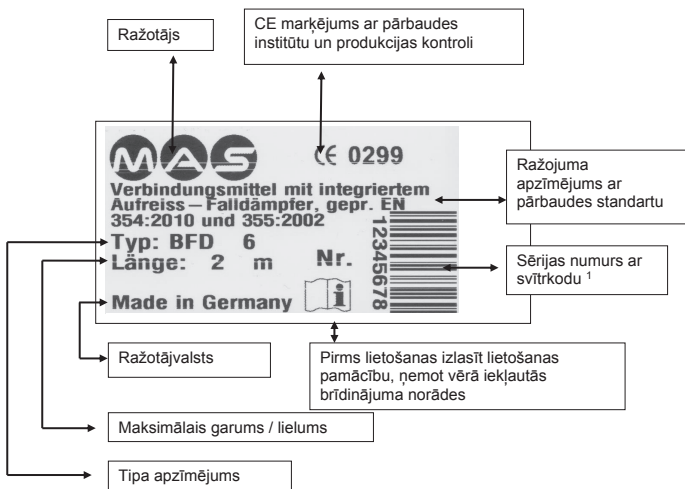 Ražotājs
CE marķējums ar pārbaudes
institūtu un produkcijas kontroli
MAS
CE 0299
Verbindungsmittel mit integriertem
Aufreiss – Falldämpfer, gepr. EN
354:2010 und 355:2002
Typ: BFD 6
Länge: 2 m
Nr.
12345678
Made in Germany
i
Ražojuma
apzīmējums ar
pārbaudes standartu
Sērijas numurs ar
svītrkodu 1
Ražotājvalsts
Pirms lietošanas izlasīt lietošanas
pamācību, ņemot vērā iekļautās
brīdinājuma norādes
Maksimālais garums / lielums
Tipa apzīmējums